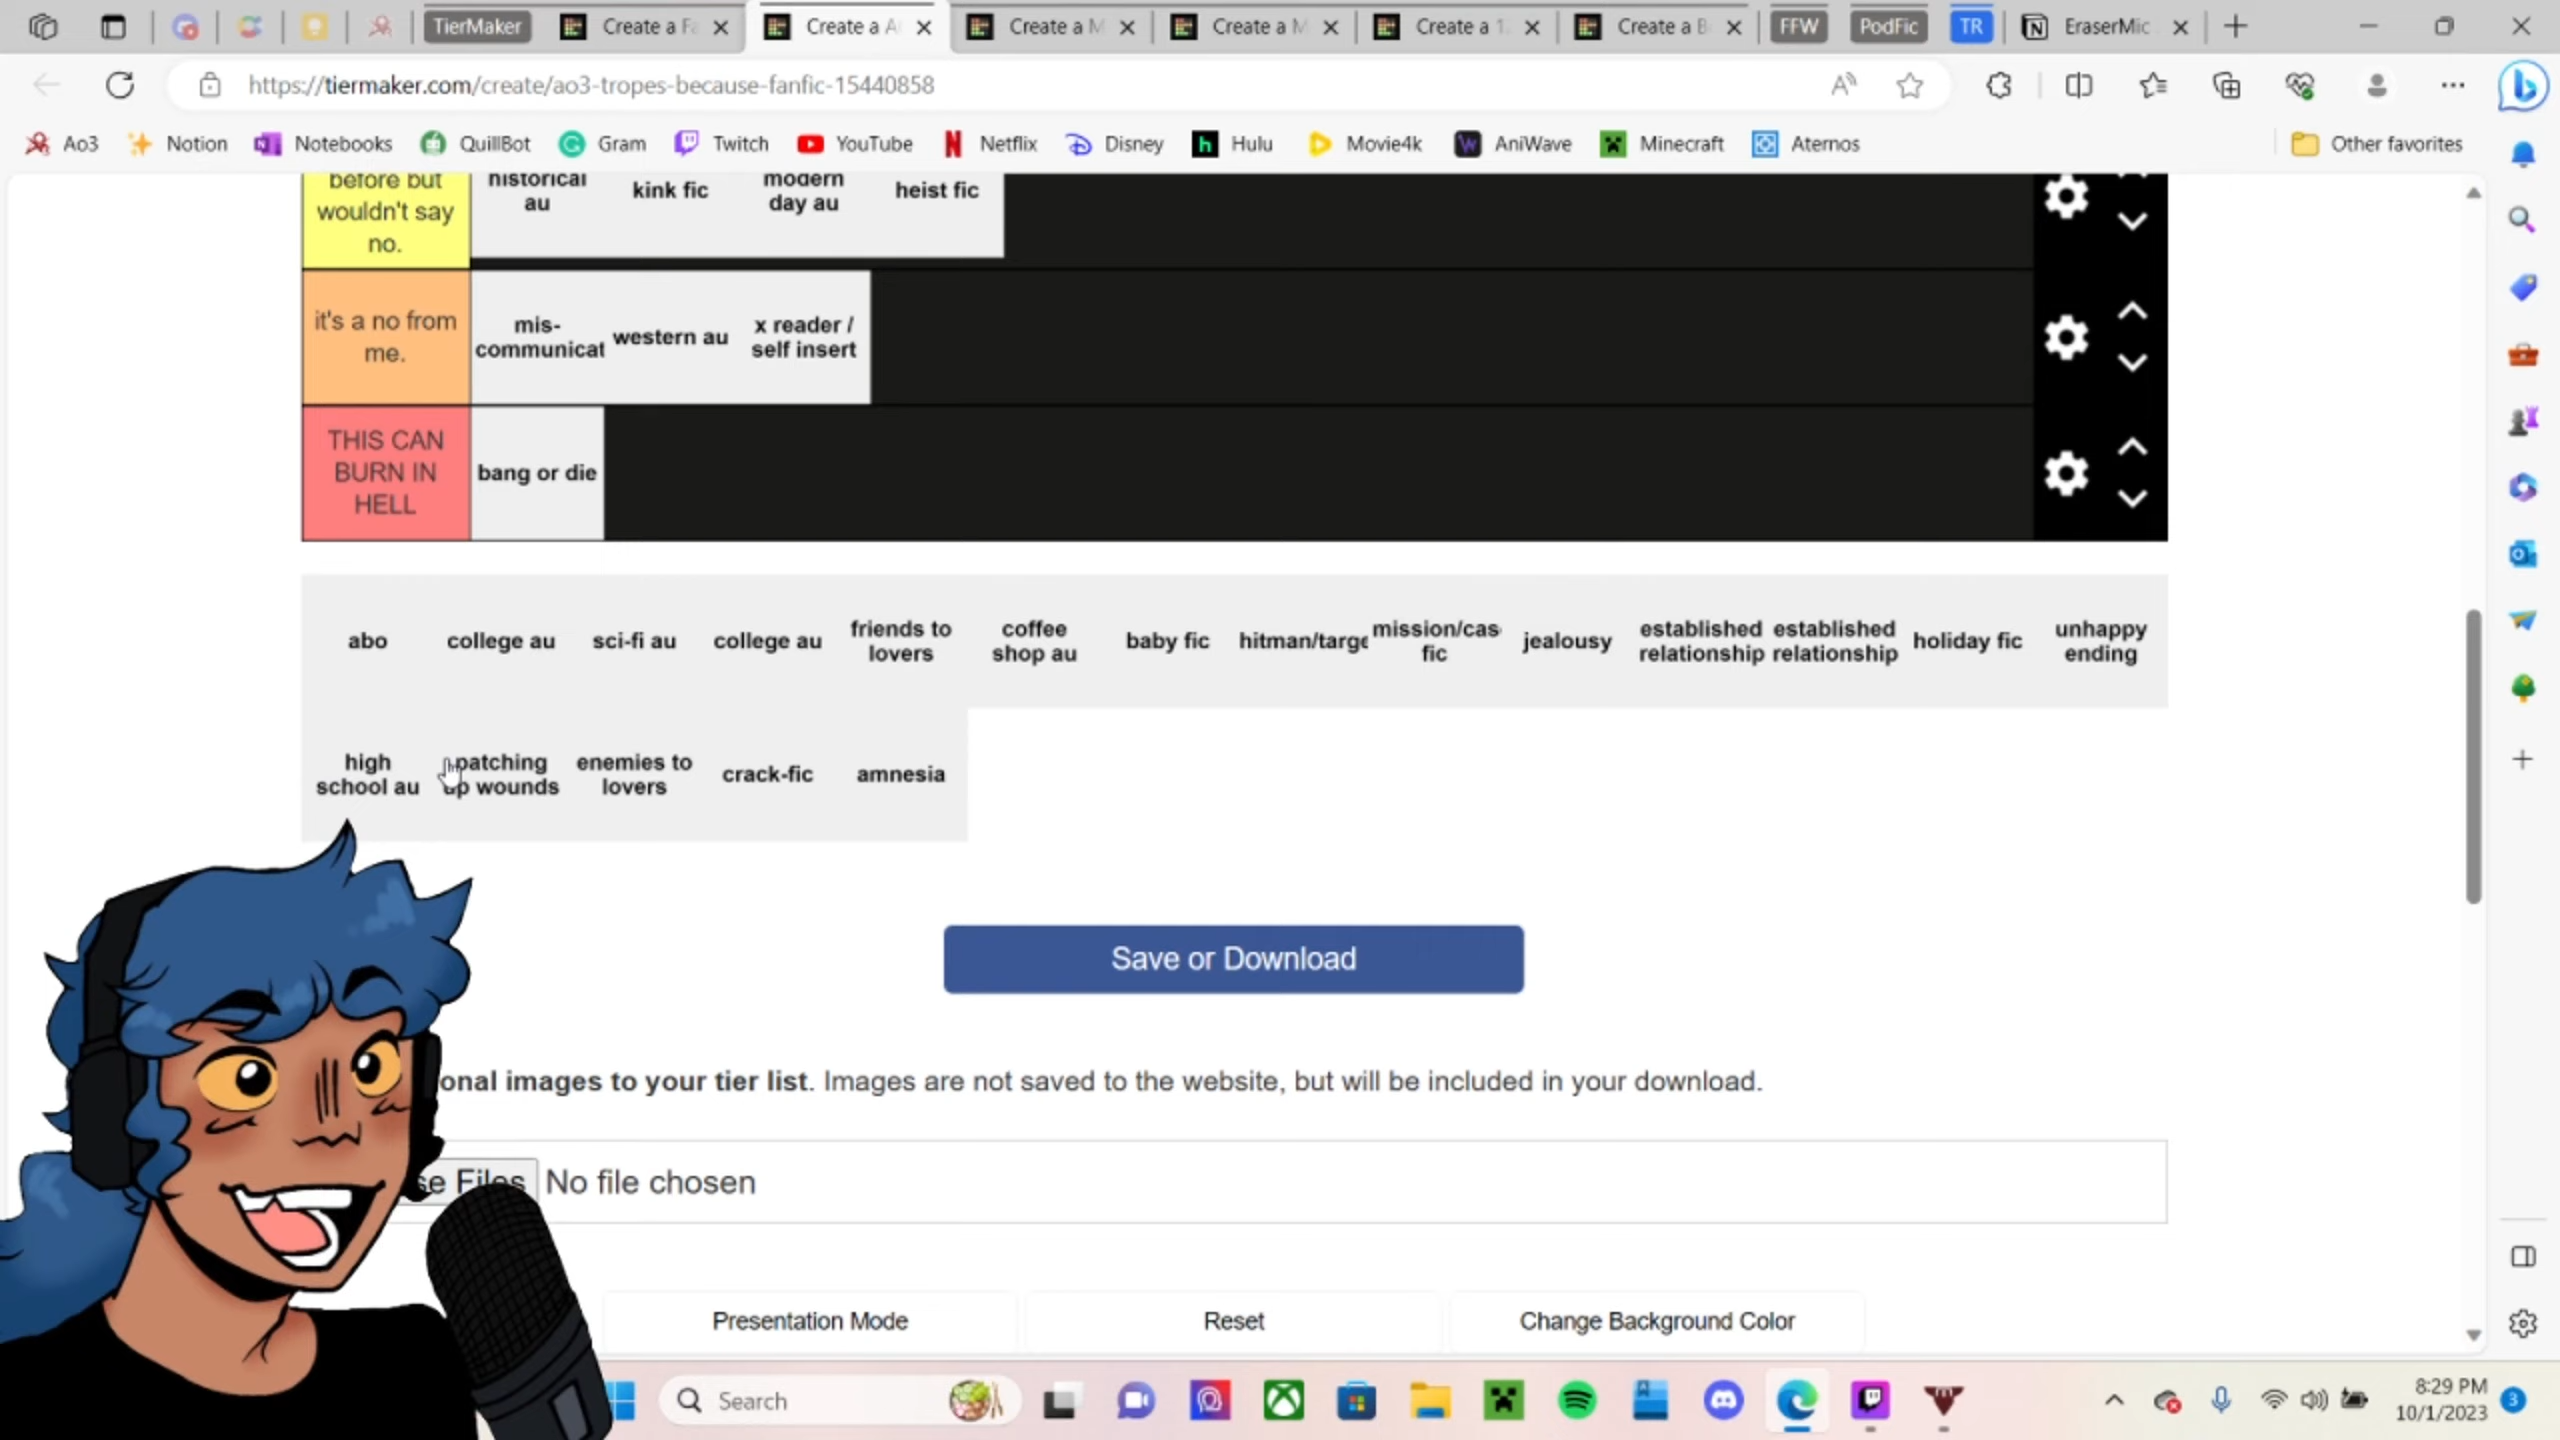 TierMaker
Create a Fa
Create a A
Create a M
Create a M
Create a 1
Create a B
FFW
PodFic
TR
EraserMic
https://tiermaker.com/create/ao3-tropes-because-fanfic-15440858
Ao3
Notion
Notebooks
QuillBot
Gram
Twitch
YouTube
Netflix
Disney
Hulu
Movie4k
AniWave
Minecraft
Aternos
Other favorites
before but
wouldn't say
no.
historical
au
kink fic
modern
day au
heist fic
it's a no from
me.
mis-
communicat
western au
x reader /
self insert
THIS CAN
BURN IN
HELL
bang or die
abo
college au
sci-fi au
college au
friends to
lovers
coffee
shop au
baby fic
hitman/targe
mission/cas
fic
jealousy
established
relationship
established
relationship
holiday fic
unhappy
ending
high
school au
patching
up wounds
enemies to
lovers
crack-fic
amnesia
Save or Download
onal images to your tier list. Images are not saved to the website, but will be included in your download.
se Files
No file chosen
Presentation Mode
Reset
Change Background Color
Search
8:29 PM
10/1/2023
3